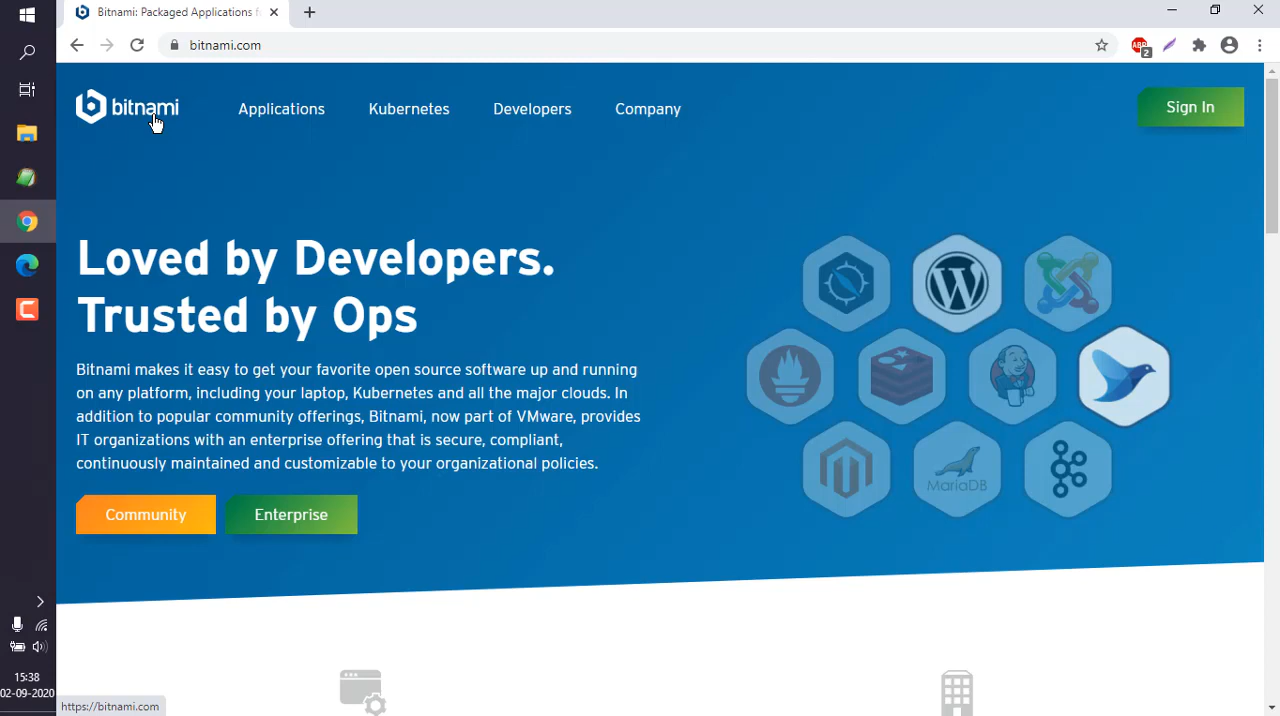 Bitnami: Packaged Applications f
bitnami.com
ABP
2
bitnami
Applications
Kubernetes
Developers
Company
Sign In
Loved by Developers.
Trusted by Ops
Bitnami makes it easy to get your favorite open source software up and running
on any platform, including your laptop, Kubernetes and all the major clouds. In
addition to popular community offerings, Bitnami, now part of VMware, provides
IT organizations with an enterprise offering that is secure, compliant,
continuously maintained and customizable to your organizational policies.
Community
Enterprise
MariaDB
15:38
02-09-2020
https://bitnami.com